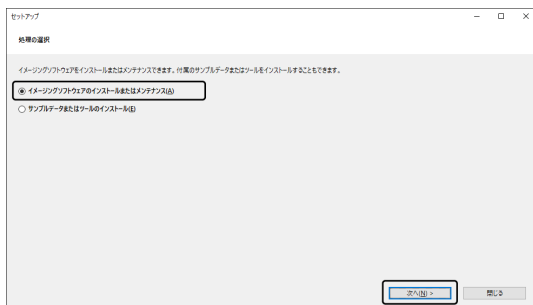 セットアップ
処理の選択
イメージングソフトウェアをインストールまたはメンテナンスできます。付属のサンプルデータまたはツールをインストールすることもできます。
イメージングソフトウェアのインストールまたはメンテナンス(A)
サンプルデータまたはツールのインストール(E)
次へ(N) > 閉じる